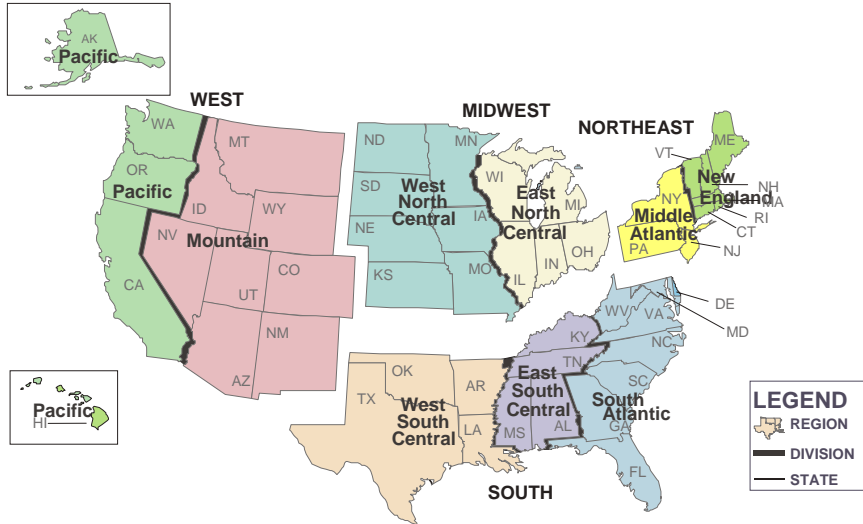 AK
Pacific
WEST
MIDWEST
NORTHEAST
WA
MT
OR
Pacific
ID
WY
NV
Mountain
CA
UT
CO
AZ
NM
ND
MN
SD
West
North
Central
NE
IA
KS
MO
WI
East
North
Central
MI
IL
IN
OH
VT
ME
New
England
NH
MA
RI
CT
NY
Middle
Atlantic
PA
NJ
DE
MD
WV
VA
KY
NC
TN
SC
East
South
Central
South
Atlantic
GA
MS
AL
FL
OK
TX
AR
West
South
Central
LA
SOUTH
Pacific
HI
LEGEND
REGION
DIVISION
STATE